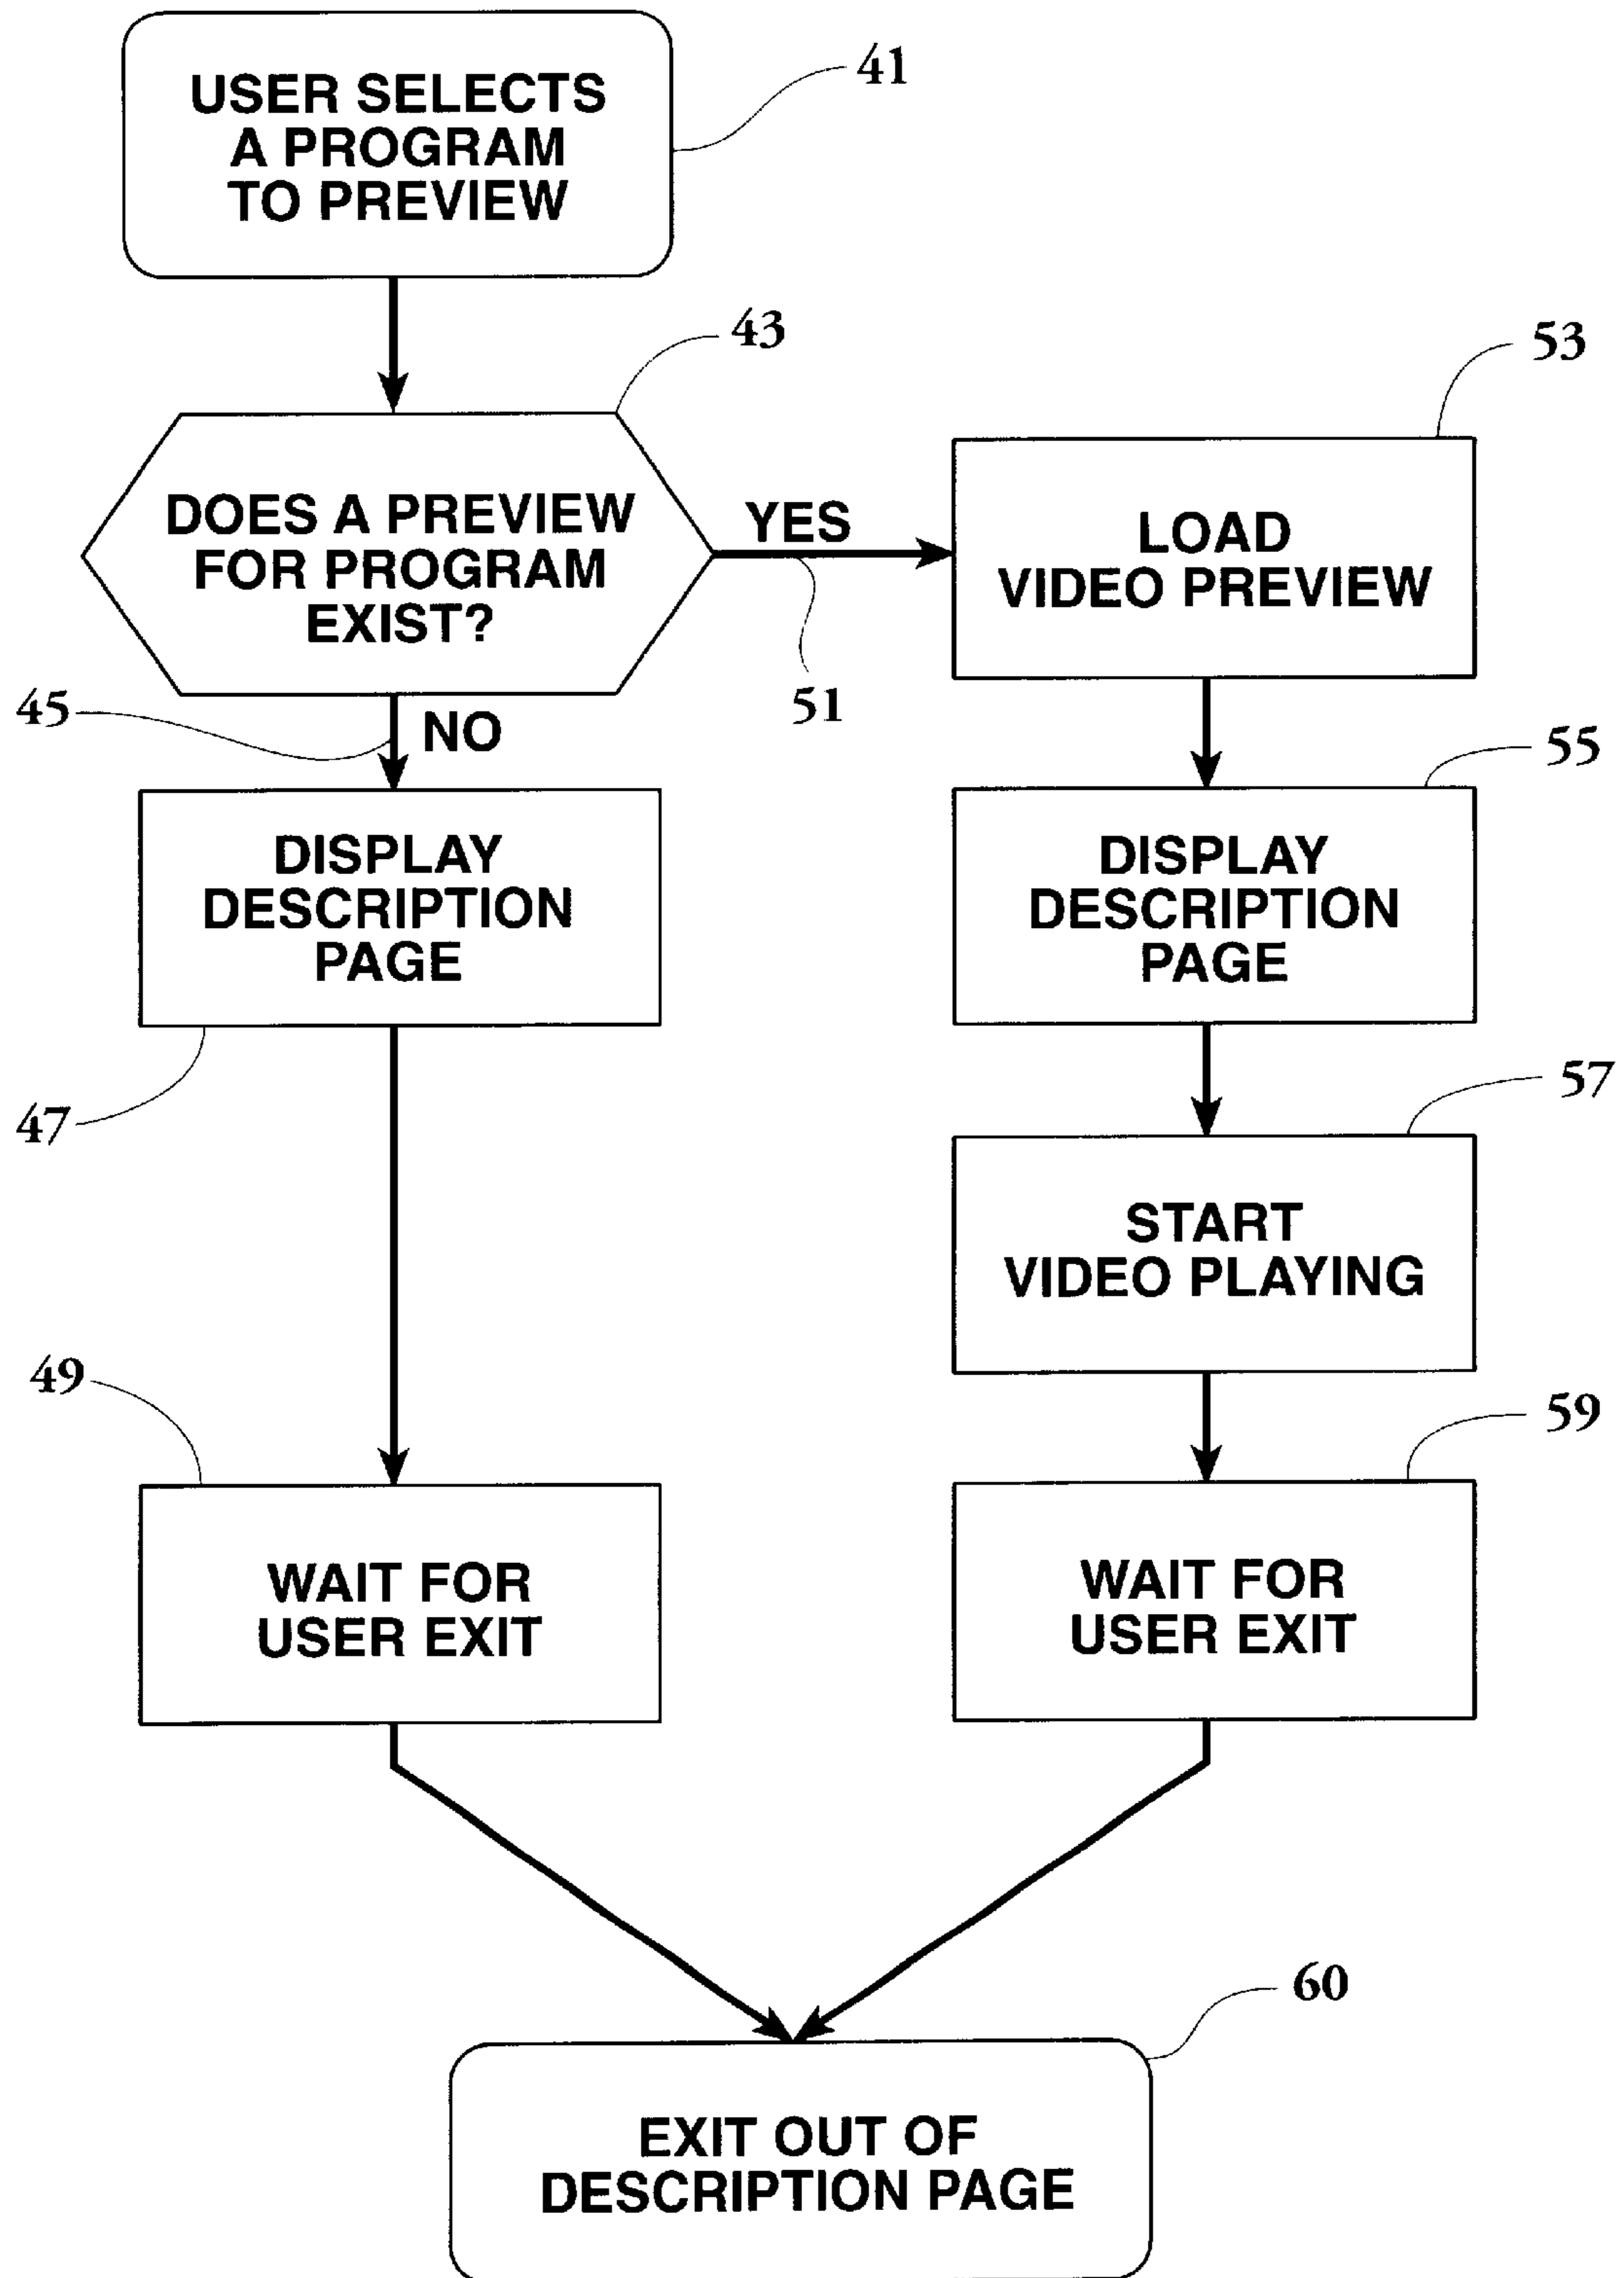 USER SELECTS
A PROGRAM
TO PREVIEW
41
43
DOES A PREVIEW
FOR PROGRAM
EXIST?
YES
51
53
LOAD
VIDEO PREVIEW
45
NO
DISPLAY
DESCRIPTION
PAGE
47
55
DISPLAY
DESCRIPTION
PAGE
57
START
VIDEO PLAYING
49
WAIT FOR
USER EXIT
59
WAIT FOR
USER EXIT
60
EXIT OUT OF
DESCRIPTION PAGE